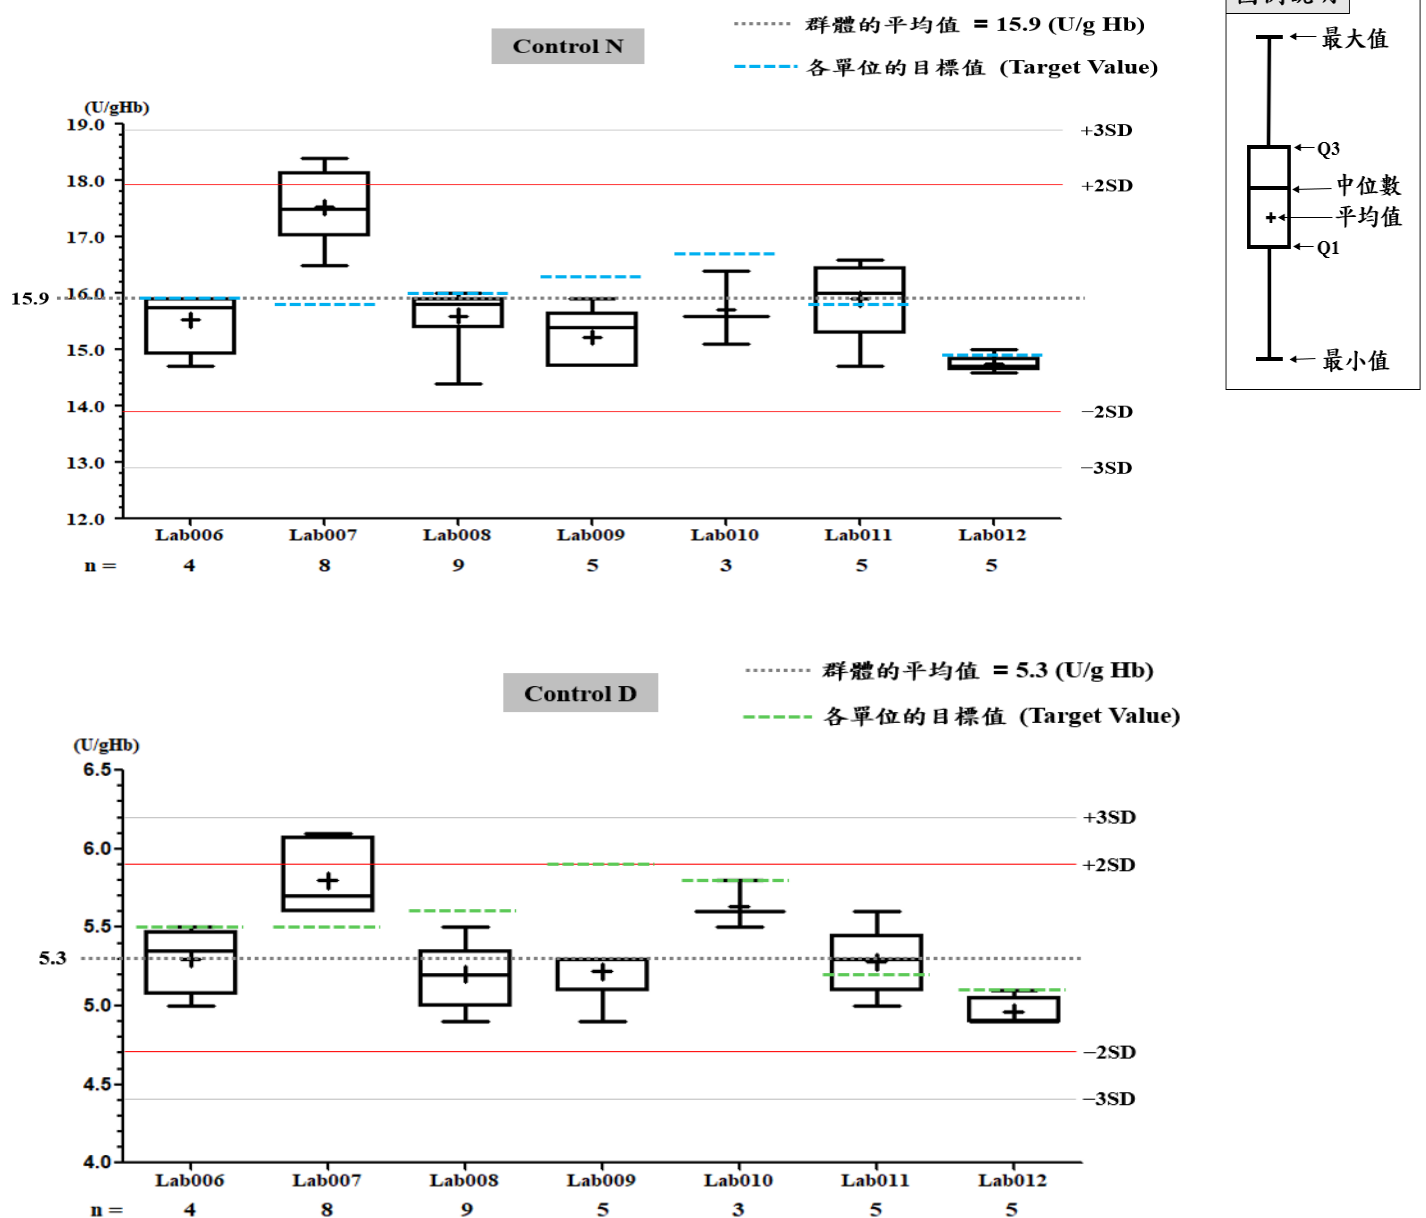 Control N
群體的平均值 = 15.9 (U/g Hb)
各單位的目標值 (Target Value)
(U/gHb)
19.0
18.0
17.0
16.0
15.9
15.0
14.0
13.0
12.0
+3SD
+2SD
−2SD
−3SD
Lab006 Lab007 Lab008 Lab009 Lab010 Lab011 Lab012
n = 4 8 9 5 3 5 5
最大值
Q3
中位數
平均值
Q1
最小值
Control D
群體的平均值 = 5.3 (U/g Hb)
各單位的目標值 (Target Value)
(U/gHb)
6.5
6.0
5.5
5.3
5.0
4.5
4.0
+3SD
+2SD
−2SD
−3SD
Lab006 Lab007 Lab008 Lab009 Lab010 Lab011 Lab012
n = 4 8 9 5 3 5 5